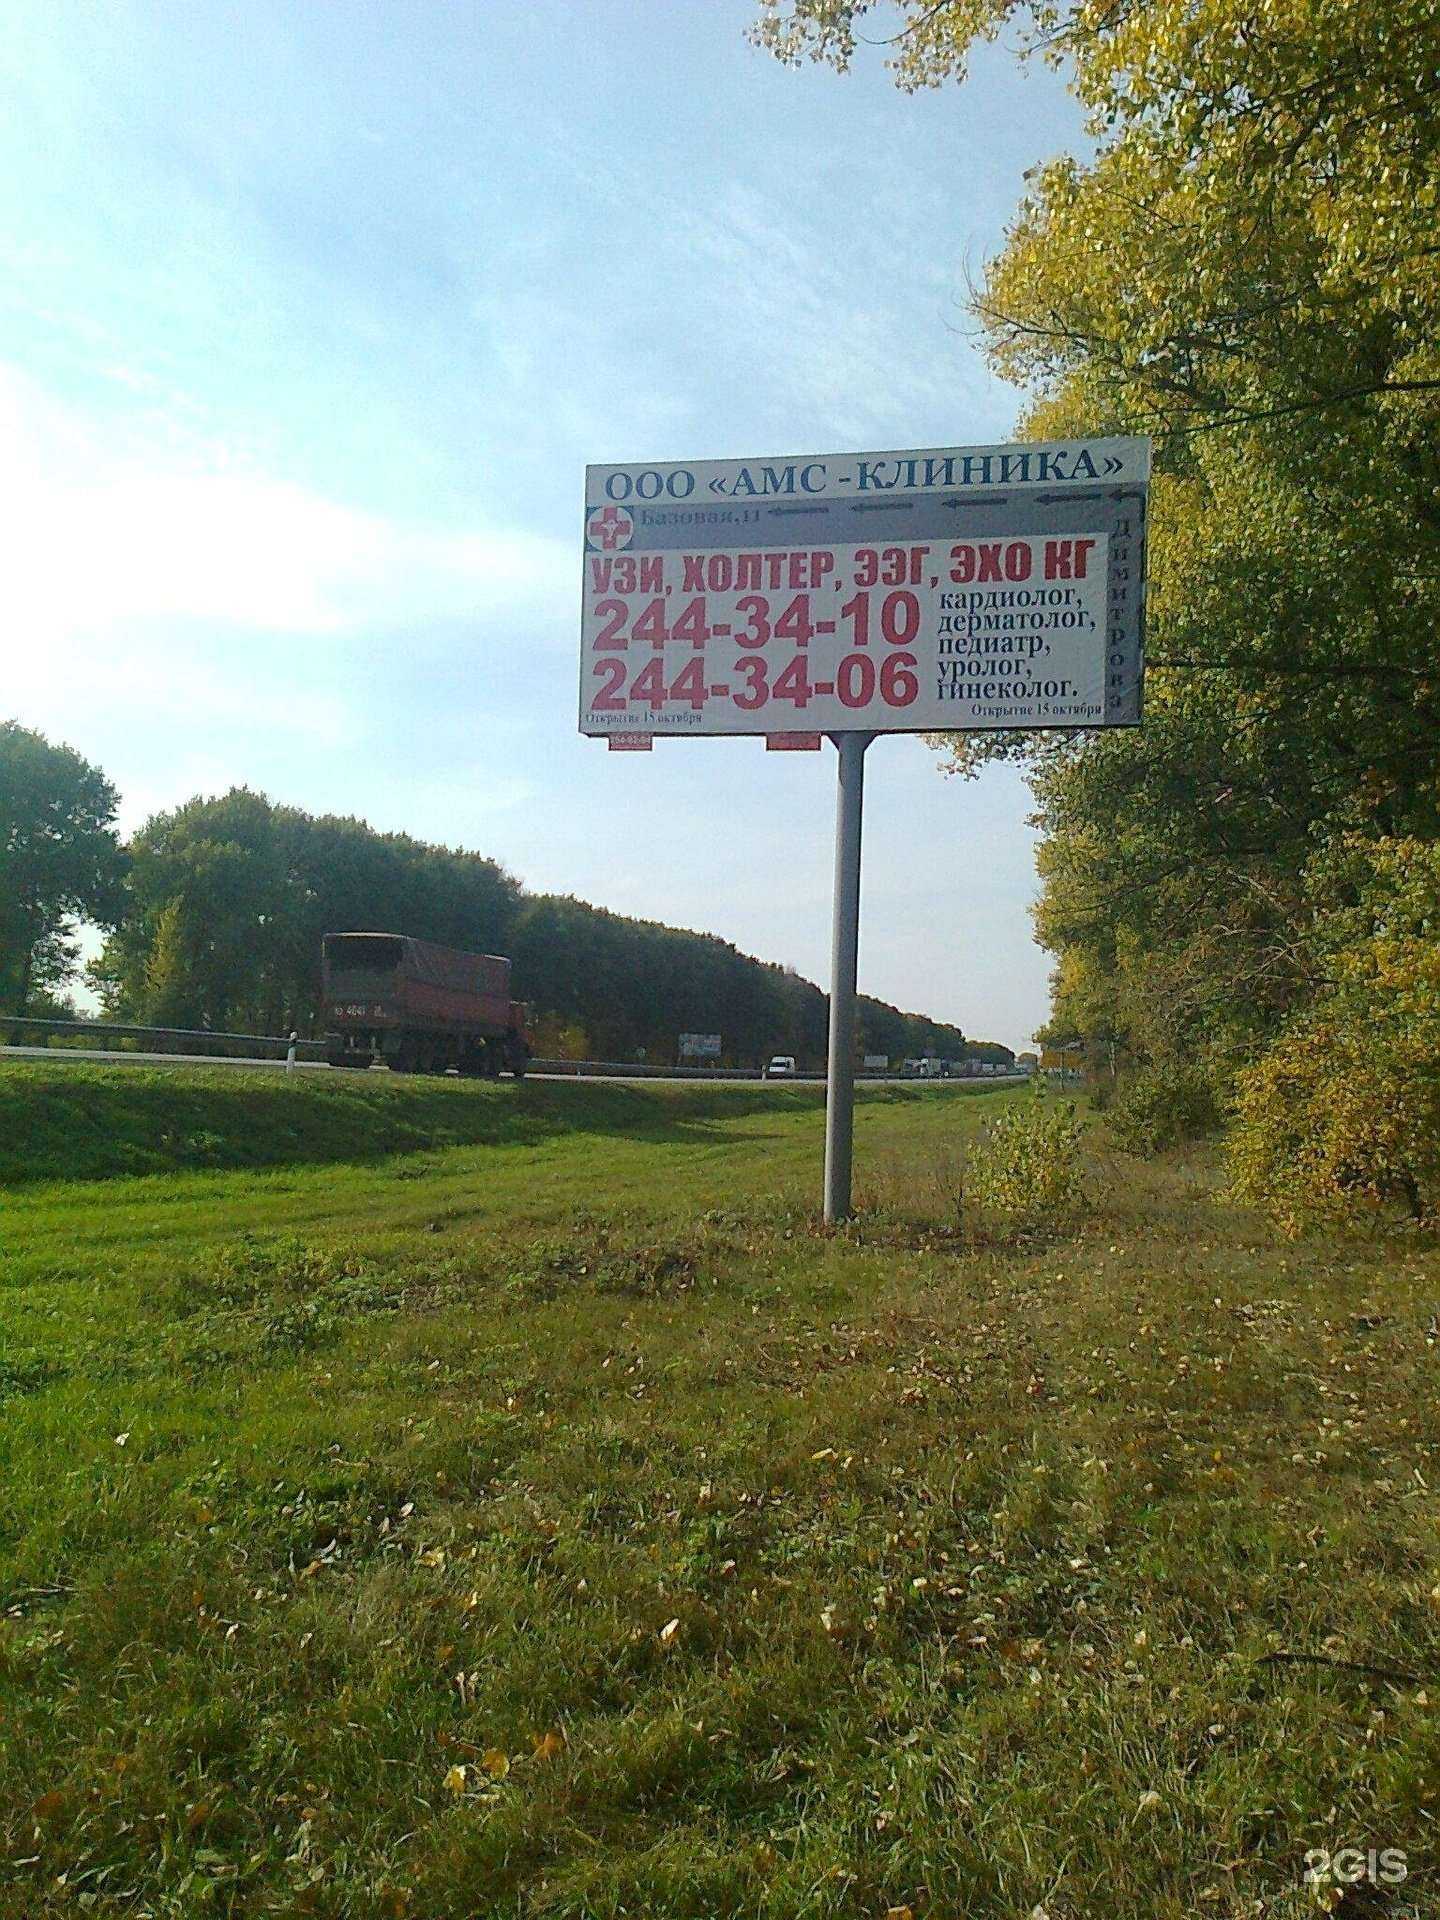 ООО «АМС -КЛИНИКА»
Базовая,11
Димитрова
УЗИ, ХОЛТЕР, ЭЭГ, ЭХО КГ
244-34-10
244-34-06
кардиолог,
дерматолог,
педиатр,
уролог,
гинеколог.
Открытие 15 октября
Открытие 15 октября
2GIS